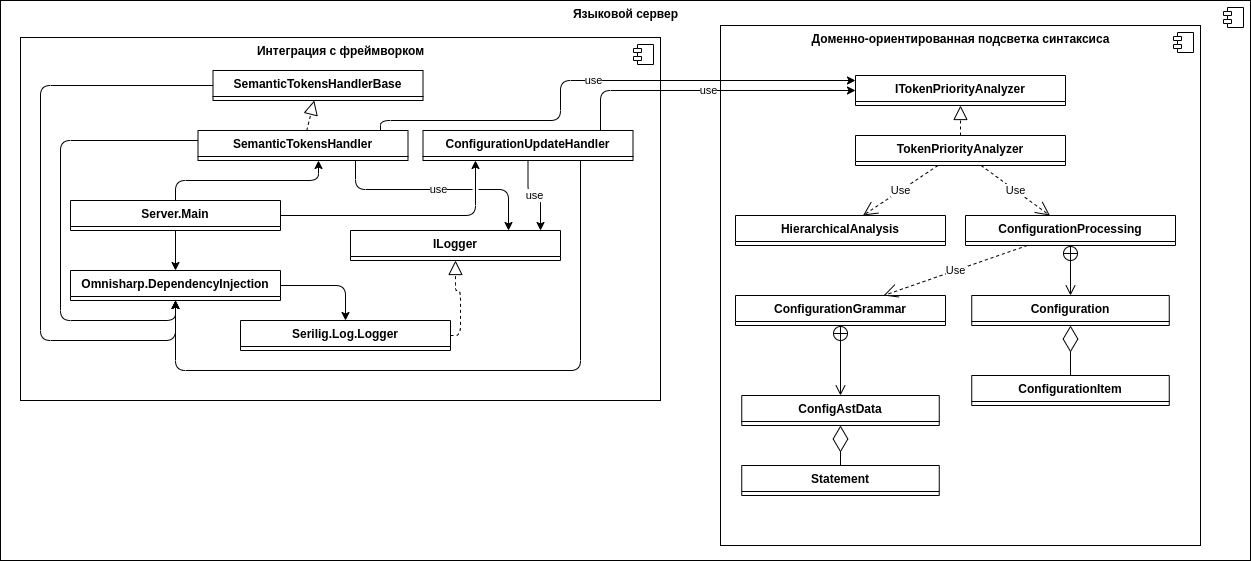 Языковой сервер
Интеграция с фреймворком
SemanticTokensHandlerBase
SemanticTokensHandler
ConfigurationUpdateHandler
use
use
use
use
Server.Main
ILogger
Omnisharp.DependencyInjection
Serilig.Log.Logger
Доменно-ориентированная подсветка синтаксиса
ITokenPriorityAnalyzer
TokenPriorityAnalyzer
Use
Use
HierarchicalAnalysis
ConfigurationProcessing
Use
ConfigurationGrammar
Configuration
ConfigurationItem
ConfigAstData
Statement